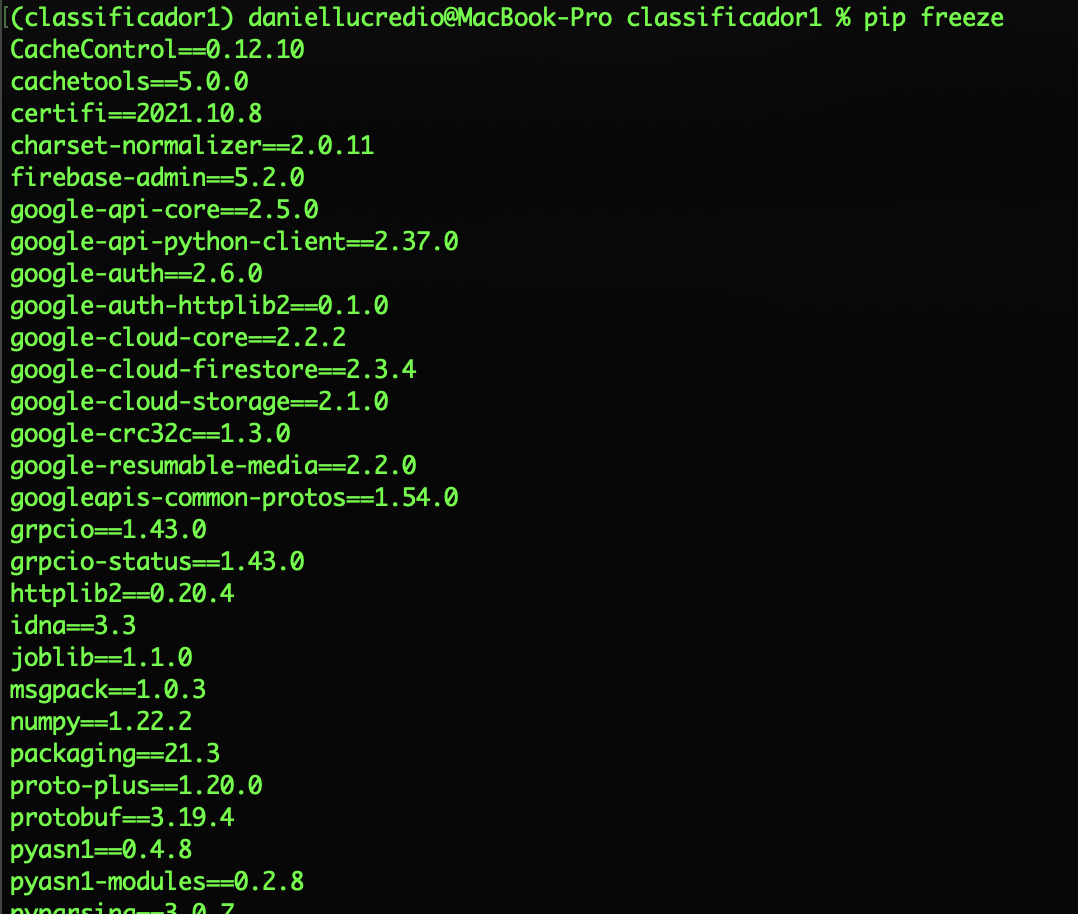 [(classificador1) daniellucredio@MacBook-Pro classificador1 % pip freeze
CacheControl==0.12.10
cachetools==5.0.0
certifi==2021.10.8
charset-normalizer==2.0.11
firebase-admin==5.2.0
google-api-core==2.5.0
google-api-python-client==2.37.0
google-auth==2.6.0
google-auth-httplib2==0.1.0
google-cloud-core==2.2.2
google-cloud-firestore==2.3.4
google-cloud-storage==2.1.0
google-crc32c==1.3.0
google-resumable-media==2.2.0
googleapis-common-protos==1.54.0
grpcio==1.43.0
grpcio-status==1.43.0
httplib2==0.20.4
idna==3.3
joblib==1.1.0
msgpack==1.0.3
numpy==1.22.2
packaging==21.3
proto-plus==1.20.0
protobuf==3.19.4
pyasn1==0.4.8
pyasn1-modules==0.2.8
pyparsing==3.0.7